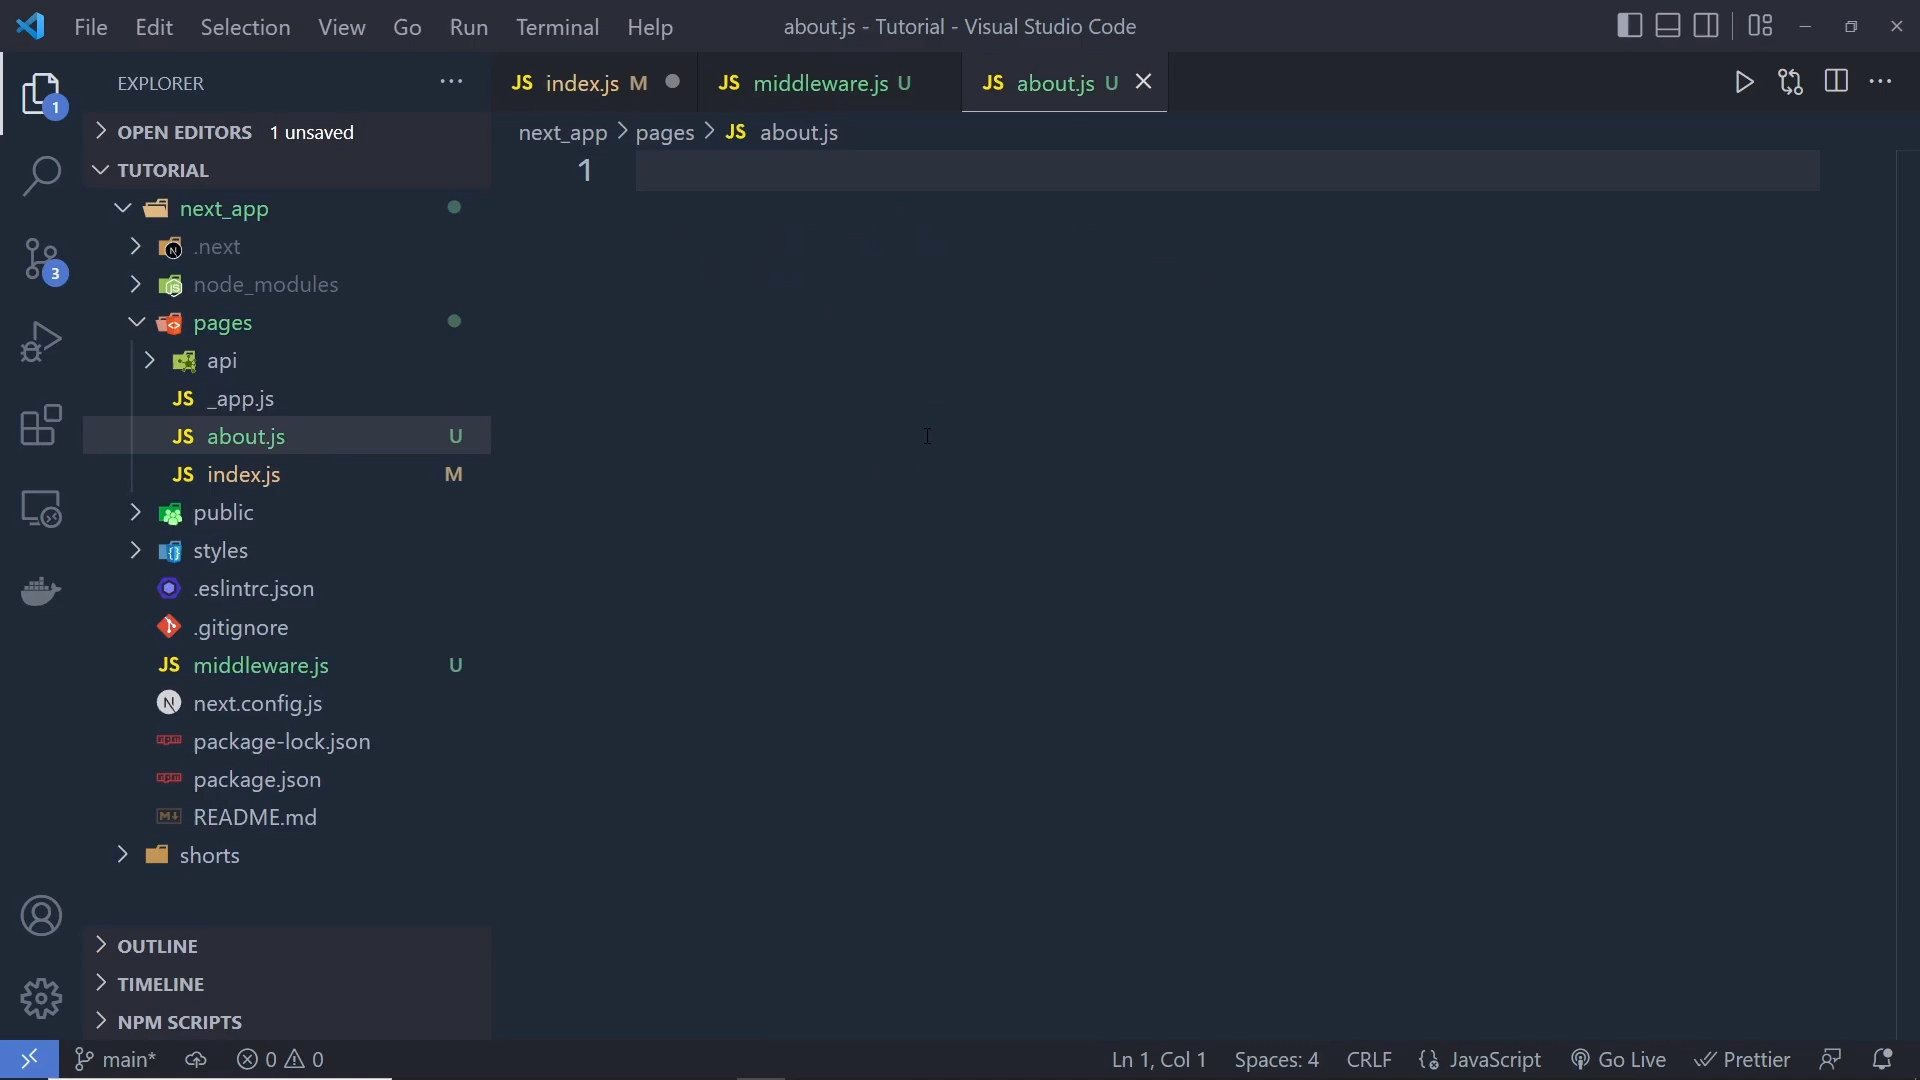 File Edit Selection View Go Run Terminal Help about.js - Tutorial - Visual Studio Code
EXPLORER
JS index.js M JS middleware.js U JS about.js U
OPEN EDITORS 1 unsaved
next_app pages JS about.js
1
TUTORIAL
next_app
.next
node_modules
pages
api
JS _app.js
JS about.js U
JS index.js M
public
styles
.eslintrc.json
.gitignore
JS middleware.js U
N next.config.js
package-lock.json
package.json
M README.md
shorts
OUTLINE
TIMELINE
NPM SCRIPTS
1
3
main* 0 0 Ln 1, Col 1 Spaces: 4 CRLF JavaScript Go Live Prettier